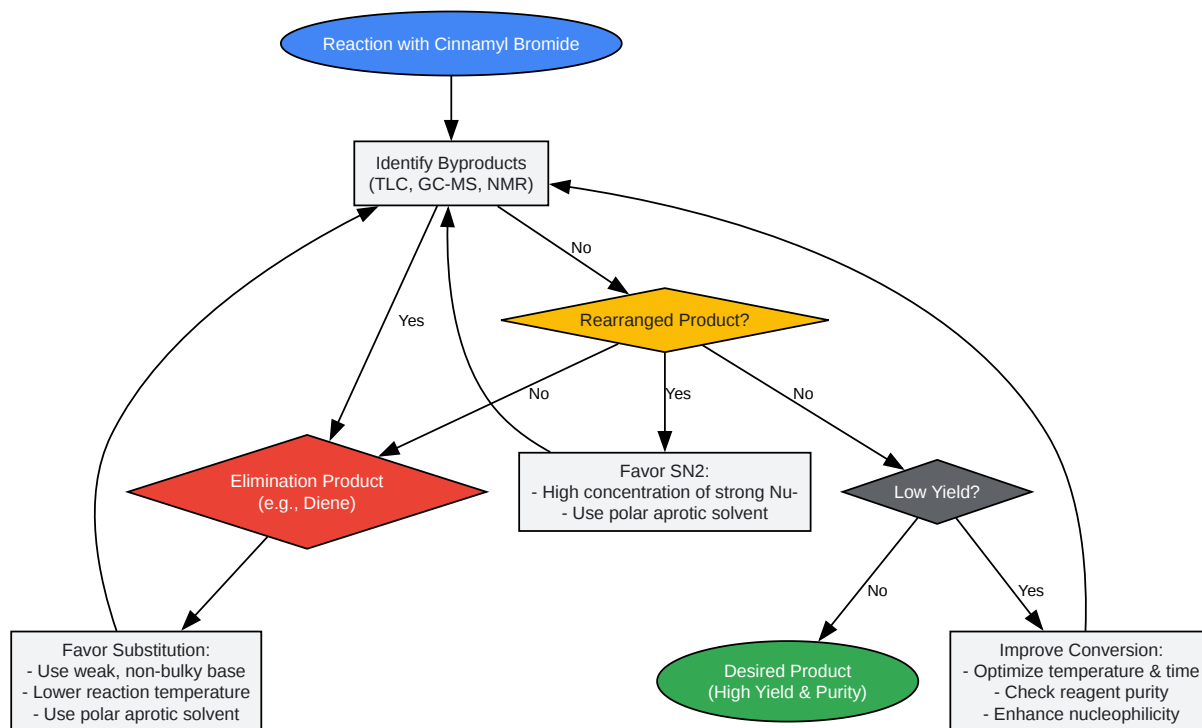 Reaction with Cinnamyl Bromide
Identify Byproducts
(TLC, GC-MS, NMR)
No
Yes
Rearranged Product?
No
Yes
No
Elimination Product
(e.g., Diene)
Favor SN2:
- High concentration of strong Nu-
- Use polar aprotic solvent
Low Yield?
No
Yes
Favor Substitution:
- Use weak, non-bulky base
- Lower reaction temperature
- Use polar aprotic solvent
Desired Product
(High Yield & Purity)
Improve Conversion:
- Optimize temperature & time
- Check reagent purity
- Enhance nucleophilicity